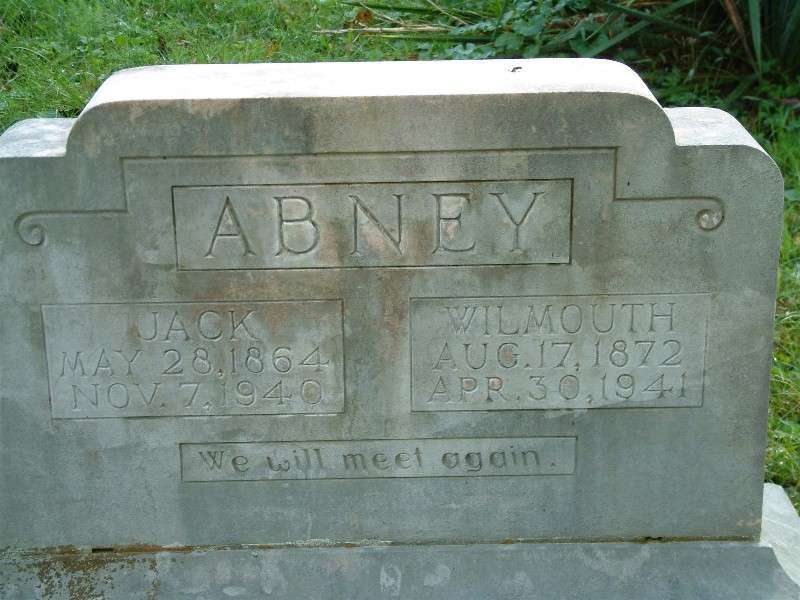 ABNEY
JACK
MAY 28, 1864
NOV. 7, 1940
WILMOUTH
AUG. 17, 1872
APR. 30, 1941
We will meet again.